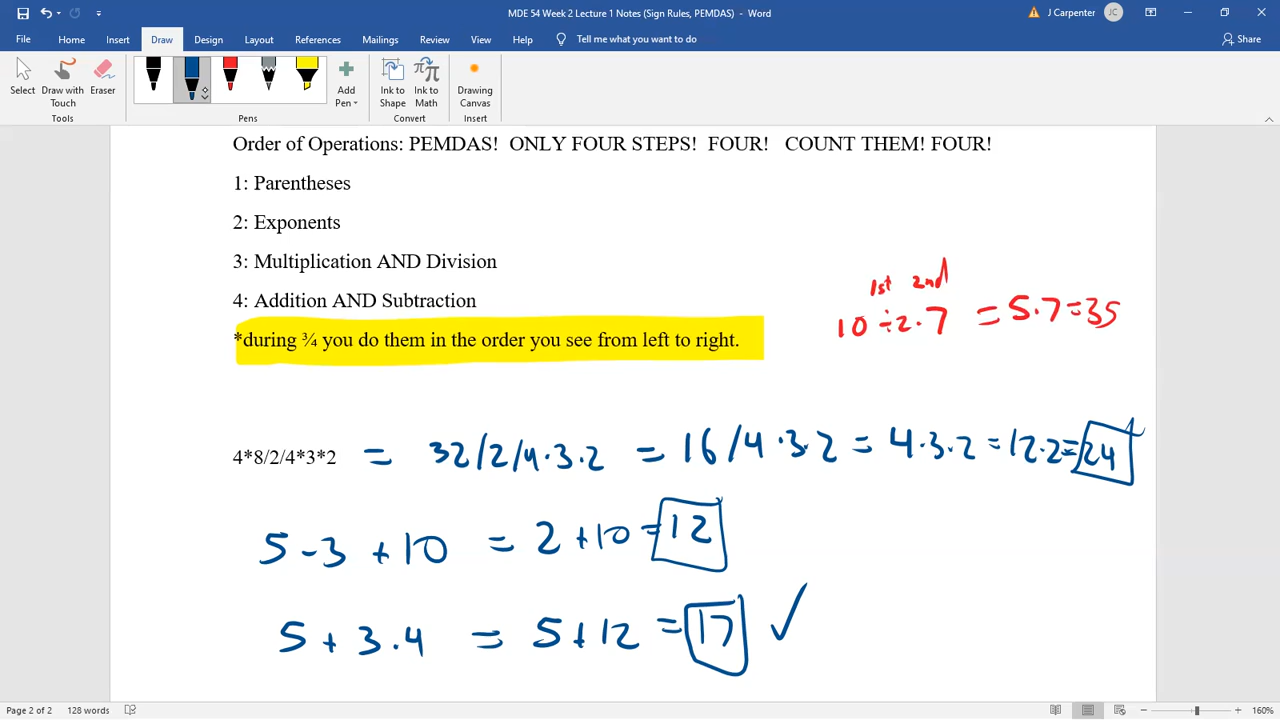 MDE 54 Week 2 Lecture 1 Notes (Sign Rules, PEMDAS) - Word
J Carpenter JC
File Home Insert Draw Design Layout References Mailings Review View Help Tell me what you want to do Share
Select Draw with Touch Eraser Add Pen Ink to Shape Ink to Math Drawing Canvas
Tools Pens Convert Insert
Order of Operations: PEMDAS! ONLY FOUR STEPS! FOUR! COUNT THEM! FOUR!
1: Parentheses
2: Exponents
3: Multiplication AND Division
4: Addition AND Subtraction
1st 2nd
10 ÷ 2 · 7 = 5 · 7 = 35
*during ¾ you do them in the order you see from left to right.
4*8/2/4*3*2 = 32/2/4·3·2 = 16/4·3·2 = 4·3·2 = 12·2 = 24
5 - 3 + 10 = 2 + 10 = 12
5 + 3 · 4 = 5 + 12 = 17 ✓
Page 2 of 2 128 words 160%